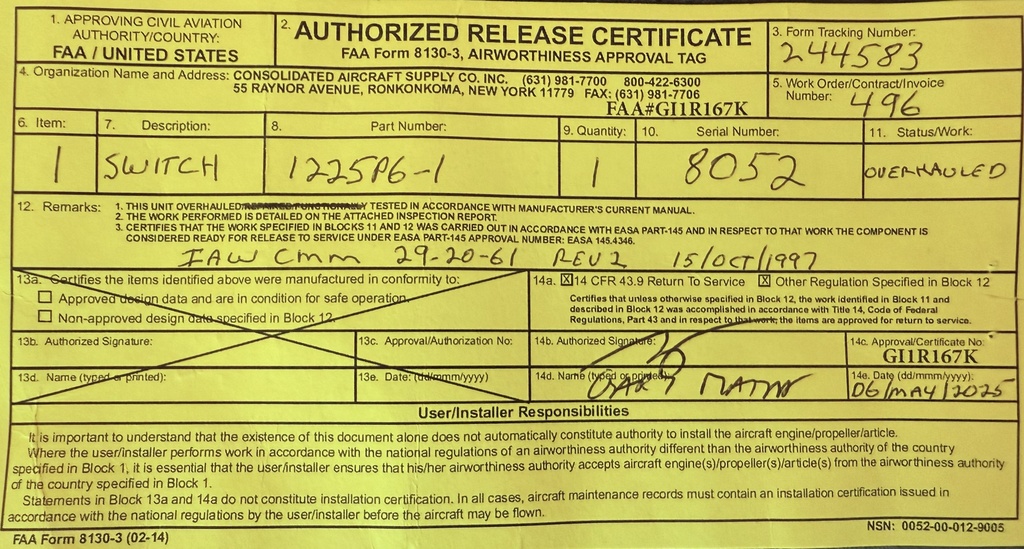 1. APPROVING CIVIL AVIATION
AUTHORITY/COUNTRY:
FAA / UNITED STATES
2. AUTHORIZED RELEASE CERTIFICATE
FAA Form 8130-3, AIRWORTHINESS APPROVAL TAG
3. Form Tracking Number:
244583
4. Organization Name and Address: CONSOLIDATED AIRCRAFT SUPPLY CO. INC. (631) 981-7700 800-422-6300
55 RAYNOR AVENUE, RONKONKOMA, NEW YORK 11779 FAX: (631) 981-7706
FAA#GI1R167K
5. Work Order/Contract/Invoice
Number: 496
6. Item:
1
7. Description:
SWITCH
8. Part Number:
1225P6-1
9. Quantity:
1
10. Serial Number:
8052
11. Status/Work:
OVERHAULED
12. Remarks: 1. THIS UNIT OVERHAULED/REPAIRED/FUNCTIONALLY TESTED IN ACCORDANCE WITH MANUFACTURER'S CURRENT MANUAL.
2. THE WORK PERFORMED IS DETAILED ON THE ATTACHED INSPECTION REPORT.
3. CERTIFIES THAT THE WORK SPECIFIED IN BLOCKS 11 AND 12 WAS CARRIED OUT IN ACCORDANCE WITH EASA PART-145 AND IN RESPECT TO THAT WORK THE COMPONENT IS
CONSIDERED READY FOR RELEASE TO SERVICE UNDER EASA PART-145 APPROVAL NUMBER: EASA 145.4346.
IAW CMM 29-20-61 REV 2 15/OCT/1997
13a. Certifies the items identified above were manufactured in conformity to:
Approved design data and are in condition for safe operation.
Non-approved design data specified in Block 12.
14a. X 14 CFR 43.9 Return To Service X Other Regulation Specified in Block 12
Certifies that unless otherwise specified in Block 12, the work identified in Block 11 and
described in Block 12 was accomplished in accordance with Title 14, Code of Federal
Regulations, Part 43 and in respect to that work, the items are approved for return to service.
13b. Authorized Signature:
13c. Approval/Authorization No:
14b. Authorized Signature:
14c. Approval/Certificate No:
GI1R167K
13d. Name (typed or printed):
13e. Date: (dd/mmm/yyyy)
14d. Name (typed or printed):
GARY
14e. Date (dd/mmm/yyyy):
06/MAY/2025
User/Installer Responsibilities
It is important to understand that the existence of this document alone does not automatically constitute authority to install the aircraft engine/propeller/article.
Where the user/installer performs work in accordance with the national regulations of an airworthiness authority different than the airworthiness authority of the country
specified in Block 1, it is essential that the user/installer ensures that his/her airworthiness authority accepts aircraft engine(s)/propeller(s)/article(s) from the airworthiness authority
of the country specified in Block 1.
Statements in Block 13a and 14a do not constitute installation certification. In all cases, aircraft maintenance records must contain an installation certification issued in
accordance with the national regulations by the user/installer before the aircraft may be flown.
FAA Form 8130-3 (02-14)
NSN: 0052-00-012-9005